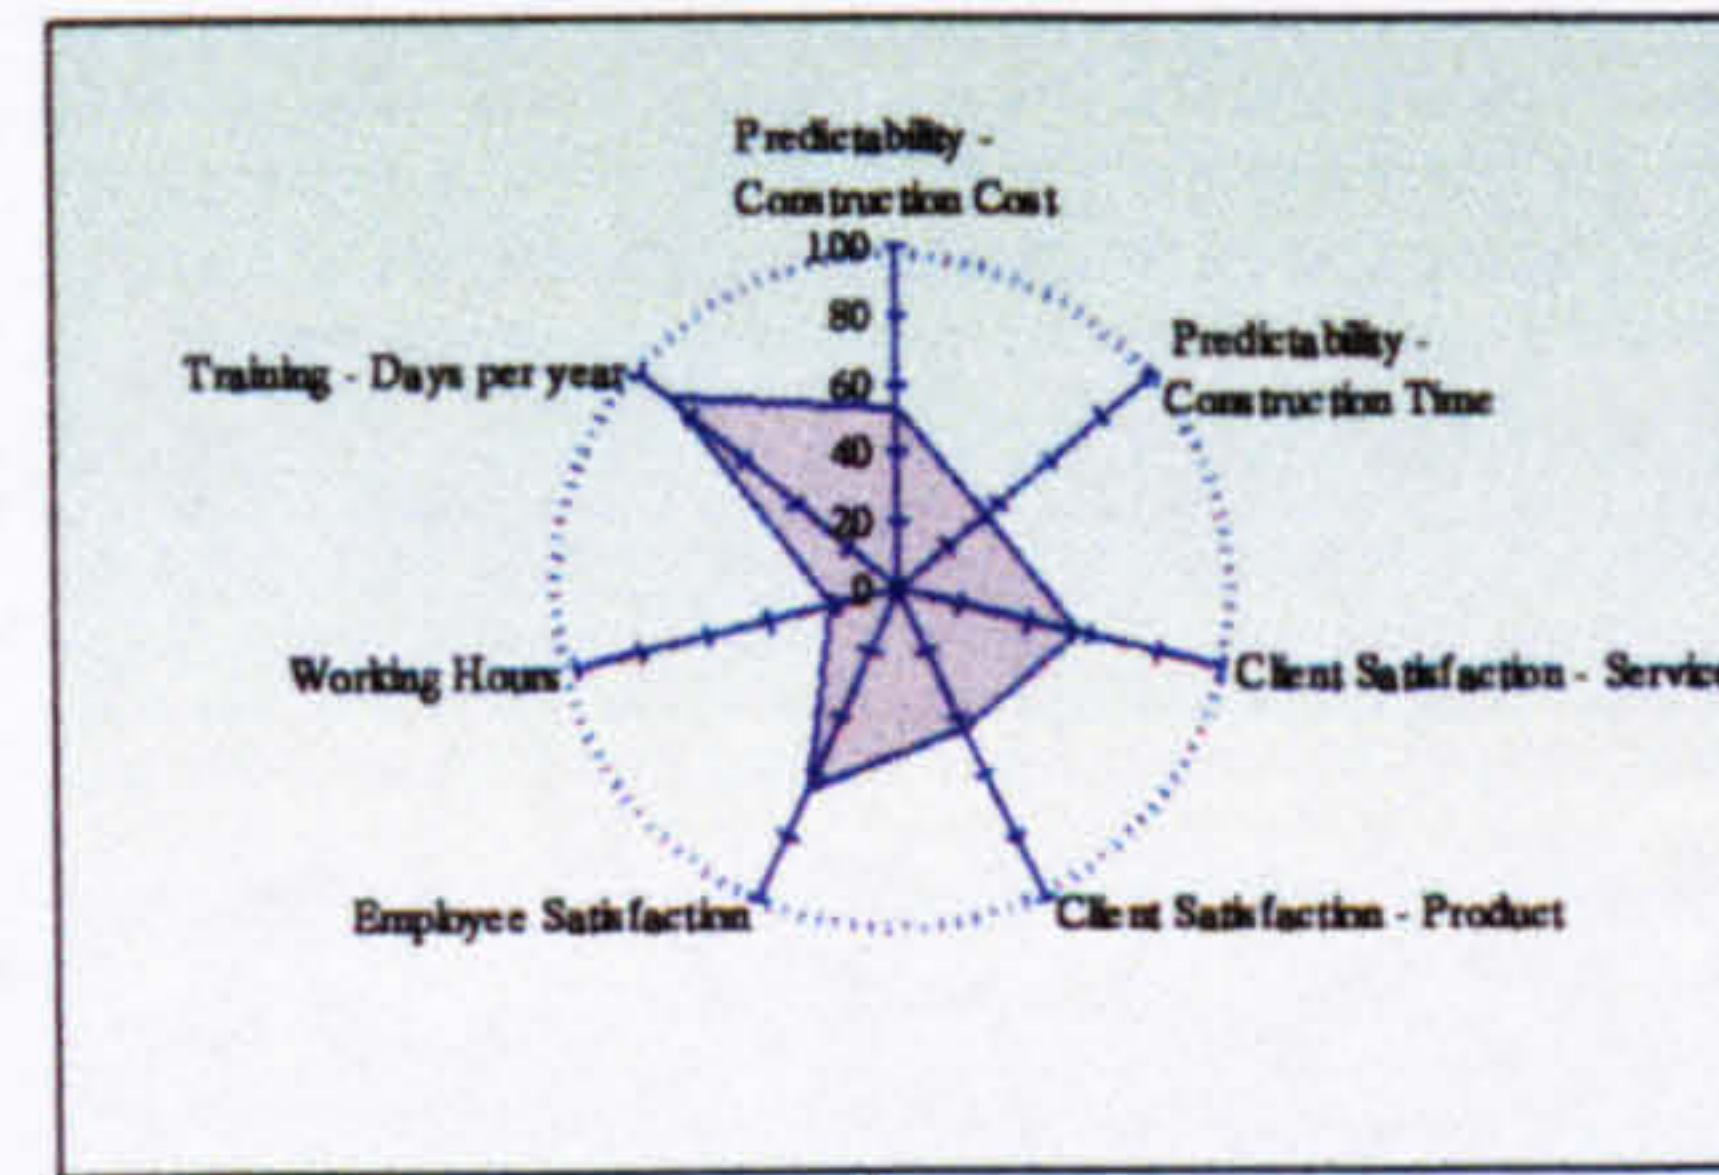 Predictability -
Construction Cost
100
80
60
40
20
0
Predictability -
Construction Time
Training - Days per year
Working Hours
Client Satisfaction - Service
Employee Satisfaction
Client Satisfaction - Product